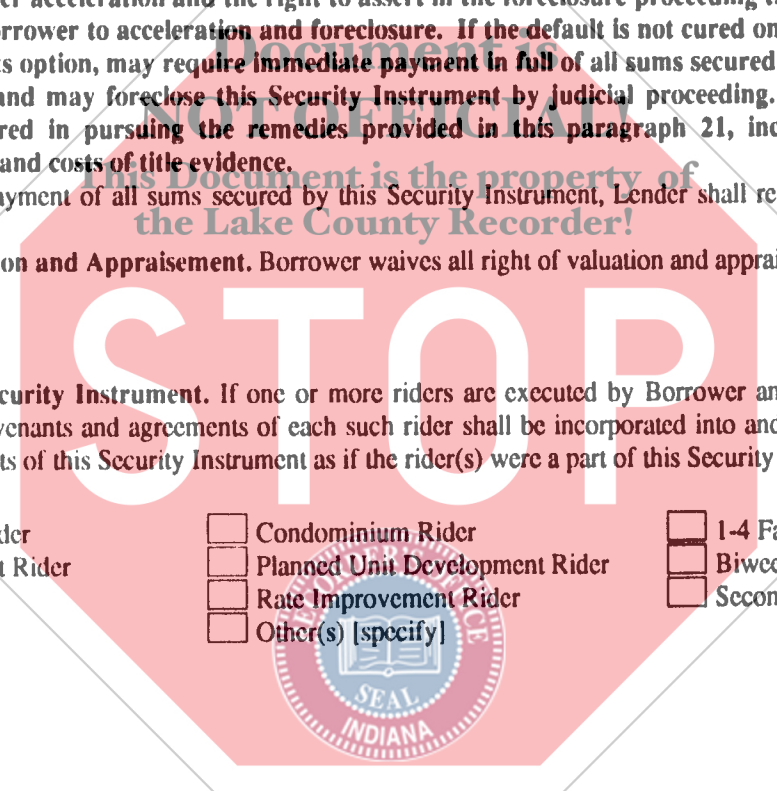 er acceleration and the right to assert in the foreclosure proceeding
orrower to acceleration and foreclosure. If the default is not cured on
ts option, may require immediate payment in full of all sums secured
and may foreclose this Security Instrument by judicial proceeding.
red in pursuing the remedies provided in this paragraph 21, inc
and costs of title evidence.
ayment of all sums secured by this Security Instrument, Lender shall re
on and Appraisement. Borrower waives all right of valuation and apprai
curity Instrument. If one or more riders are executed by Borrower an
venants and agreements of each such rider shall be incorporated into and
ts of this Security Instrument as if the rider(s) were a part of this Security
der
Condominium Rider
1-4 Fa
t Rider
Planned Unit Development Rider
Biwee
Rate Improvement Rider
Secon
Other(s) [specify]
Document is
NOT OFFICIAL!
This Document is the property of
the Lake County Recorder!
STOP
RECORDER'S OFFICE
SEAL
INDIANA